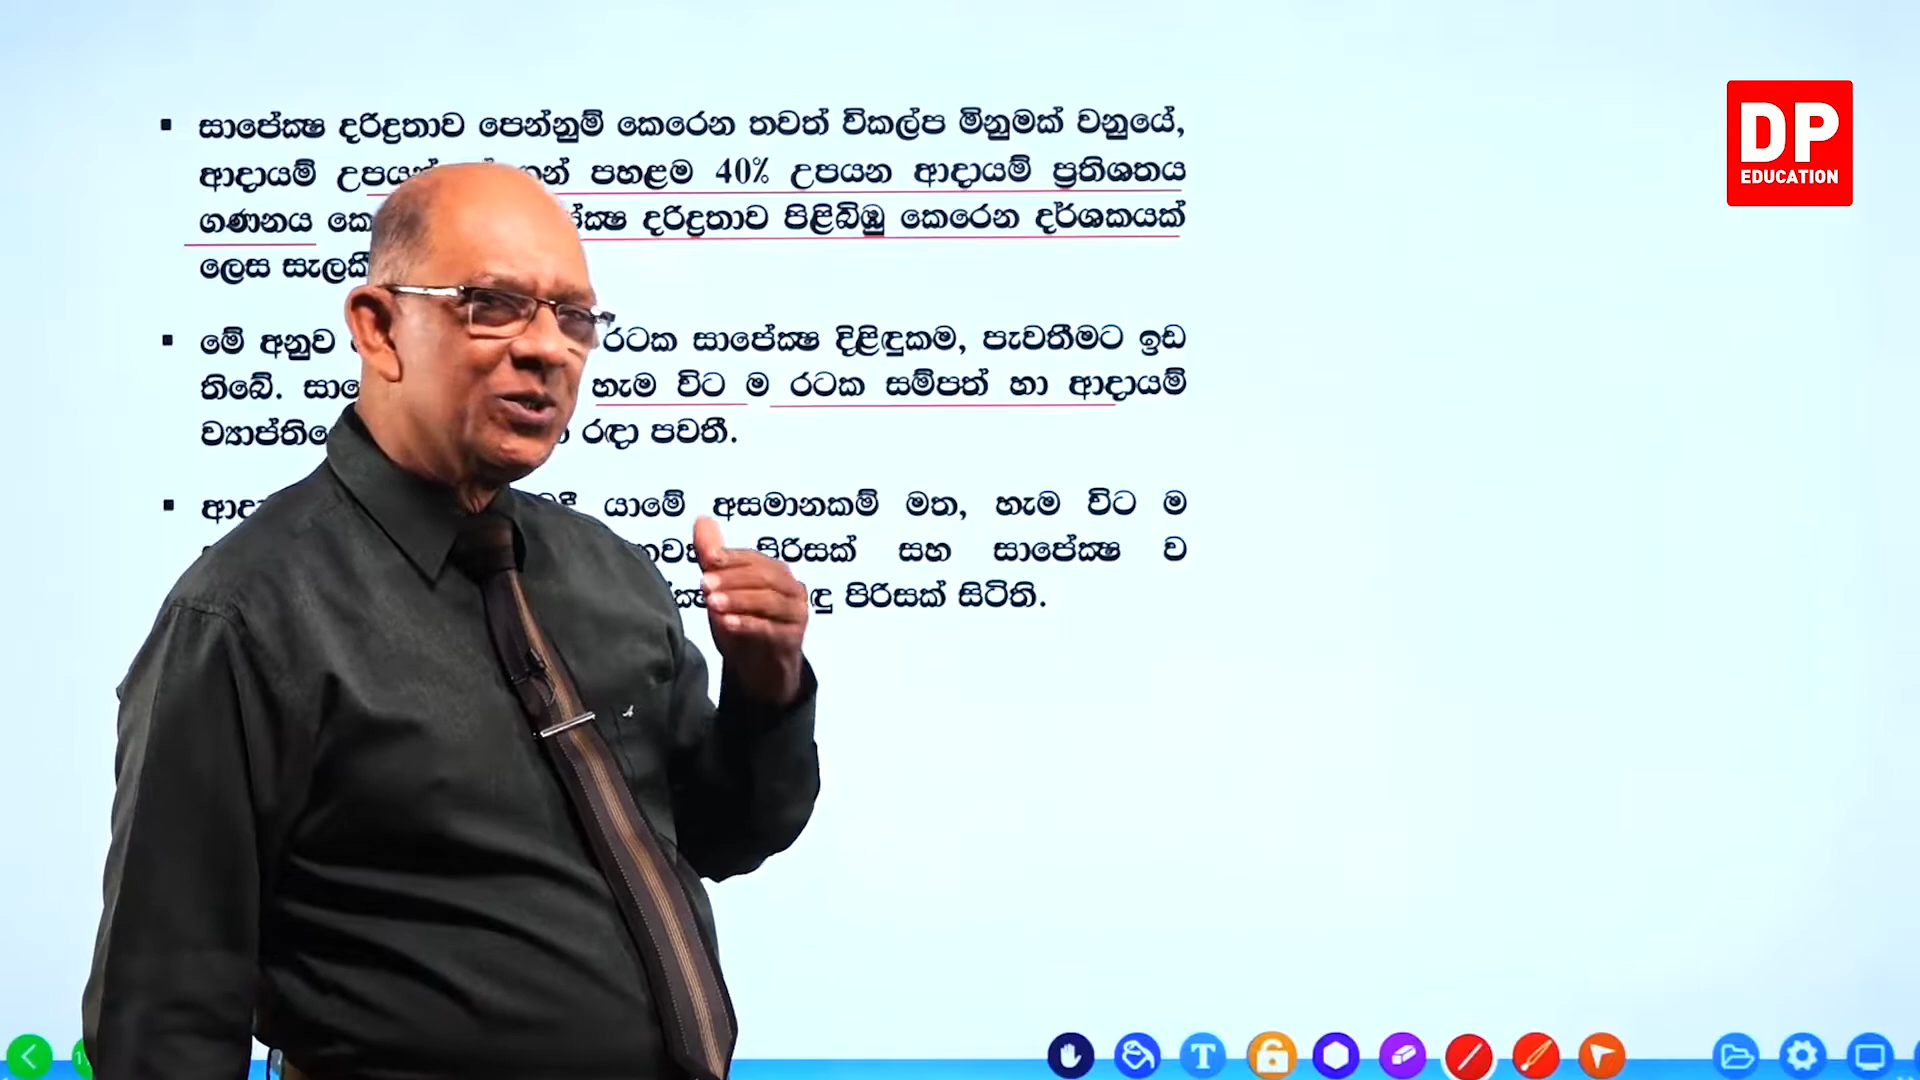 සාපේක්‍ෂ දරිද්‍රතාව පෙන්නුම් කෙරෙන තවත් විකල්ප මිනුමක් වනුයේ,
ආදායම් පහළම 40% උපයන ආදායම් ප්‍රතිශතය
ගණනය දරිද්‍රතාව පිළිබිඹු කෙරෙන දර්ශකයක්
ලෙස
මේ අනුව රටක සාපේක්‍ෂ දිළිඳුකම, පැවතීමට ඉඩ
තිබේ. හැම විට ම රටක සම්පත් හා ආදායම්
රඳා පවතී.
යාමේ අසමානකම් මත, හැම විට ම
පිරිසක් සහ සාපේක්‍ෂ ව
පිරිසක් සිටිති.
DP
EDUCATION